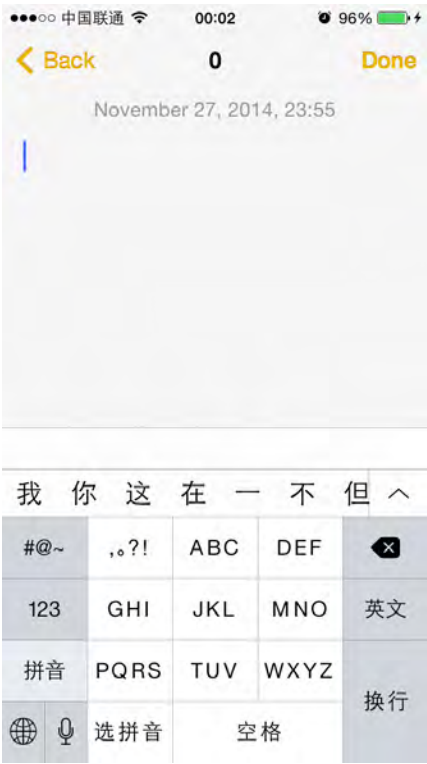 中国联通 00:02 96%
Back 0 Done
November 27, 2014, 23:55
我 你 这 在 一 不 但
#@~ ,。?! ABC DEF
123 GHI JKL MNO 英文
拼音 PQRS TUV WXYZ
换行
选拼音 空格